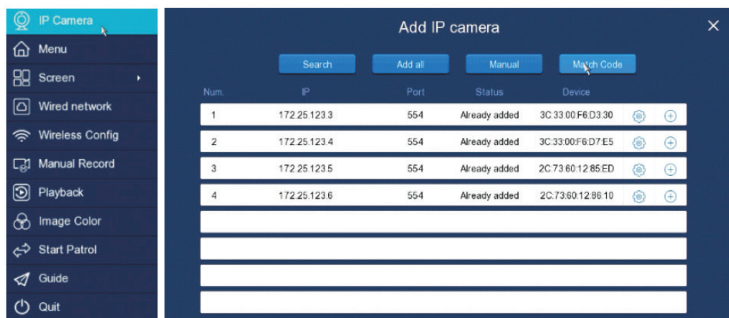 IP Camera
Menu
Screen
Wired network
Wireless Config
Manual Record
Playback
Image Color
Start Patrol
Guide
Quit
Add IP camera
Search Add all Manual Match Code
Num. IP Port Status Device
1 172.25.123.3 554 Already added 3C:33:00:F6:D3:30
2 172.25.123.4 554 Already added 3C:33:00:F6:D7:E5
3 172.25.123.5 554 Already added 2C:73:60:12:85:ED
4 172.25.123.6 554 Already added 2C:73:60:12:86:10